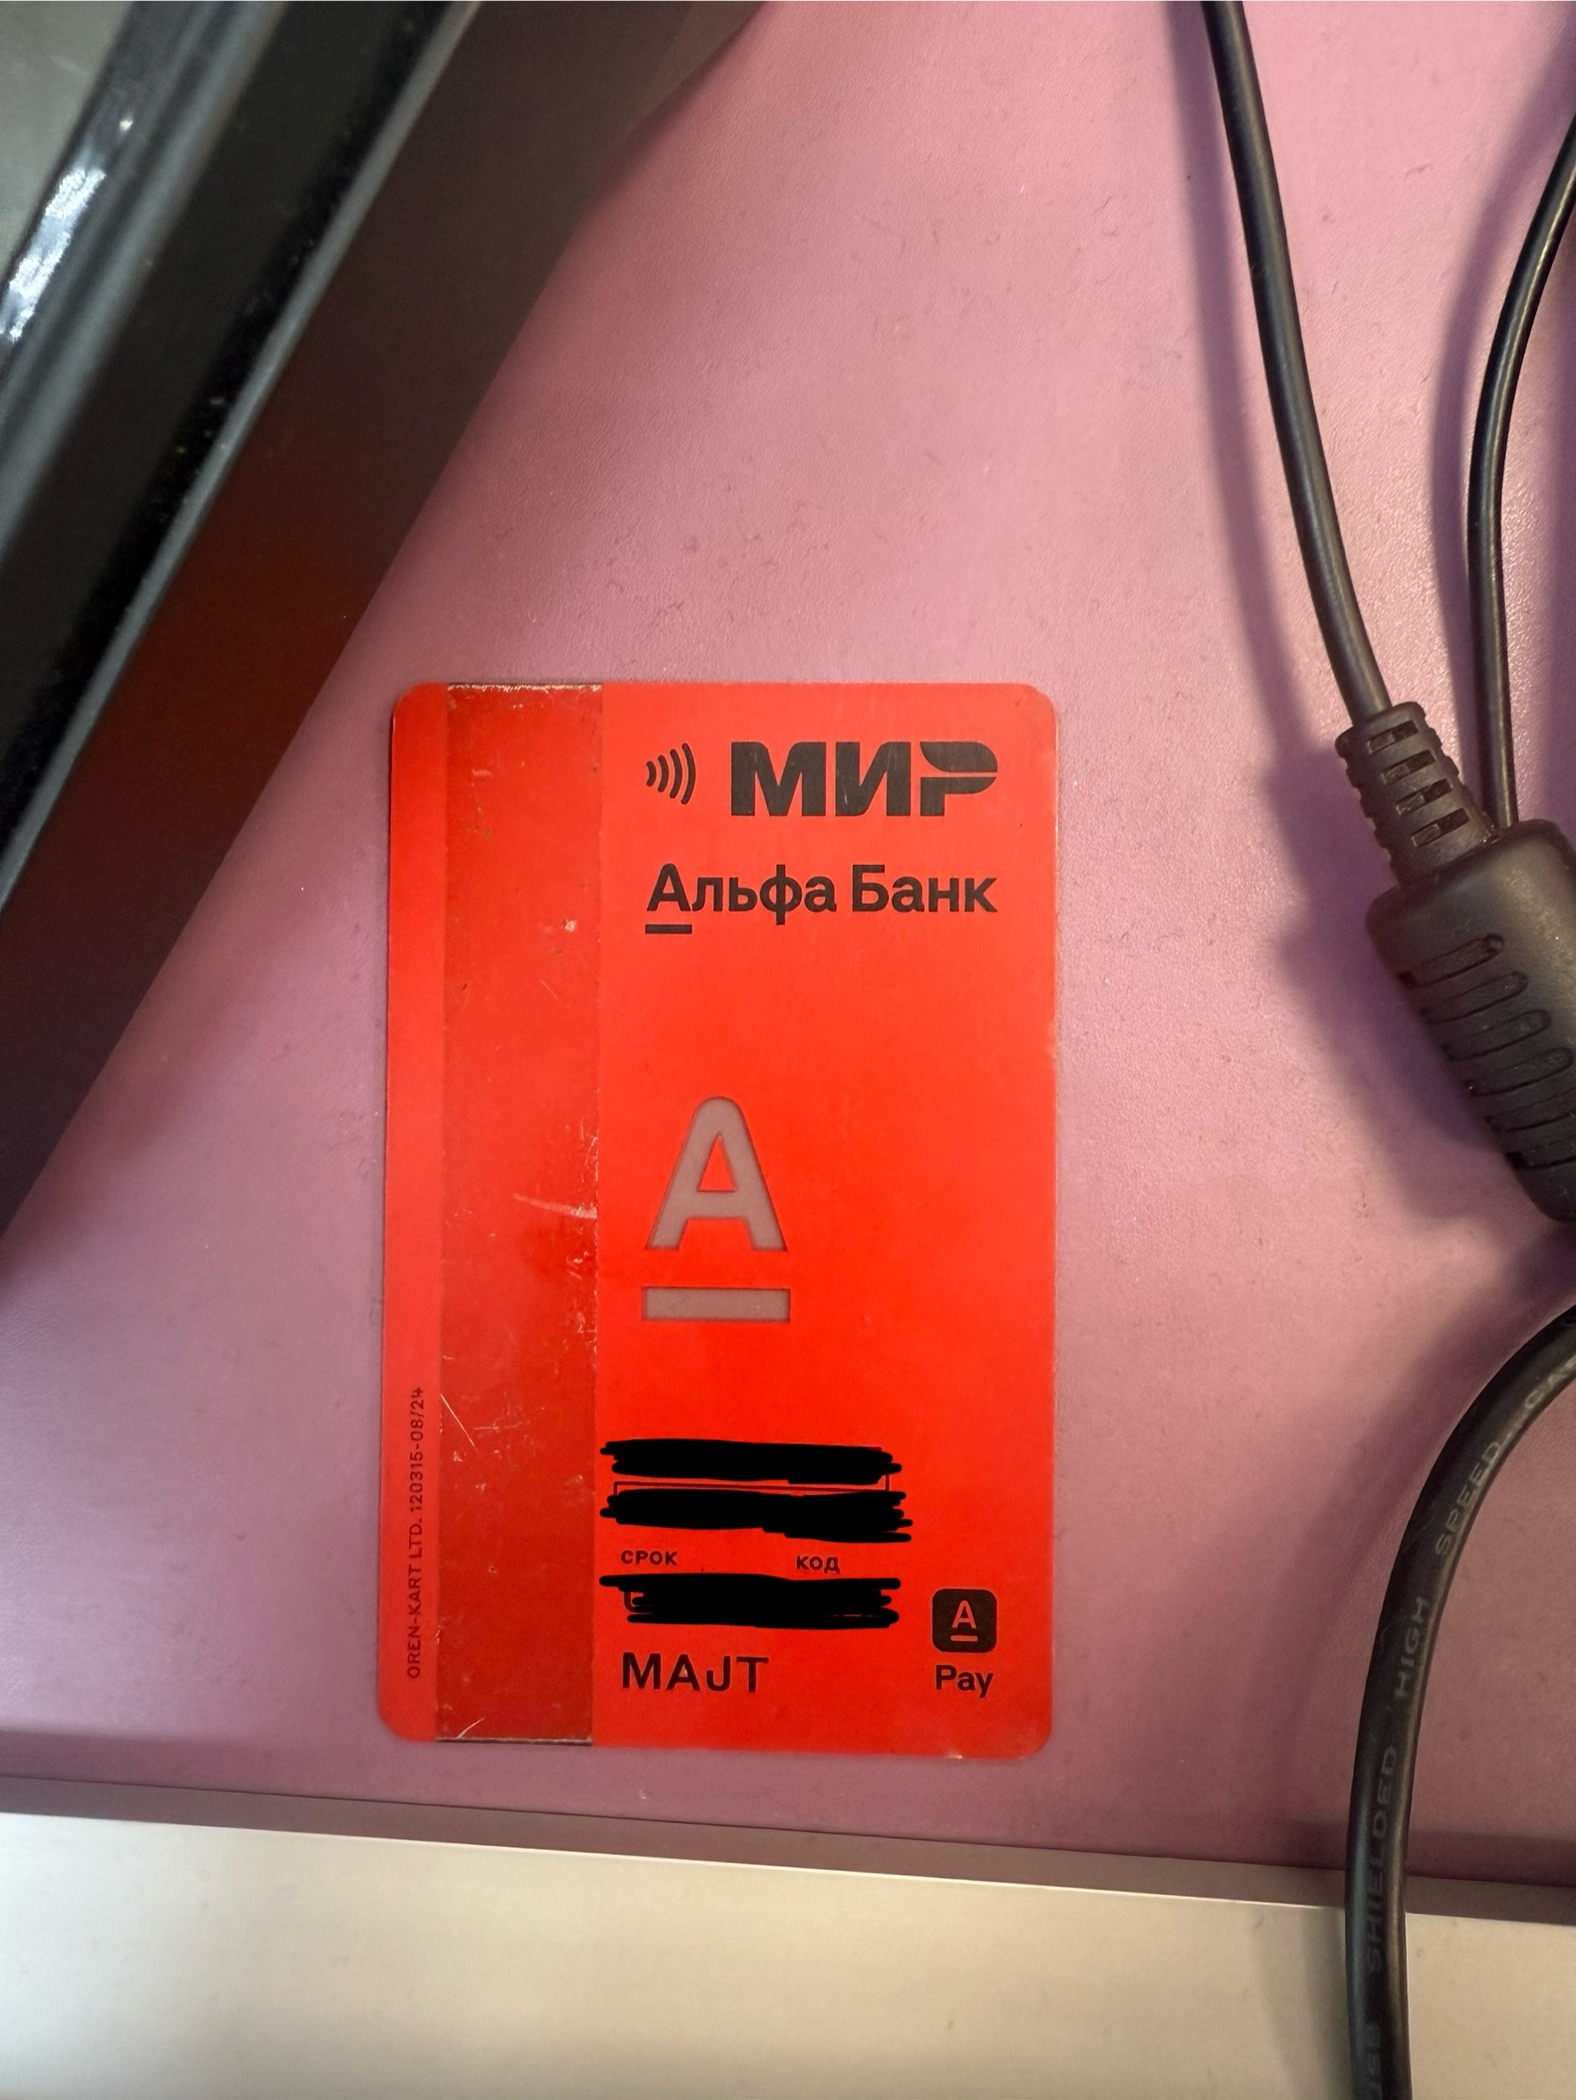 МИР
Альфа Банк
А
СРОК
КОД
MAJT
А
Pay
OREN-KART LTD. 120315-08/24
HIGH SPEED
SHIELDED